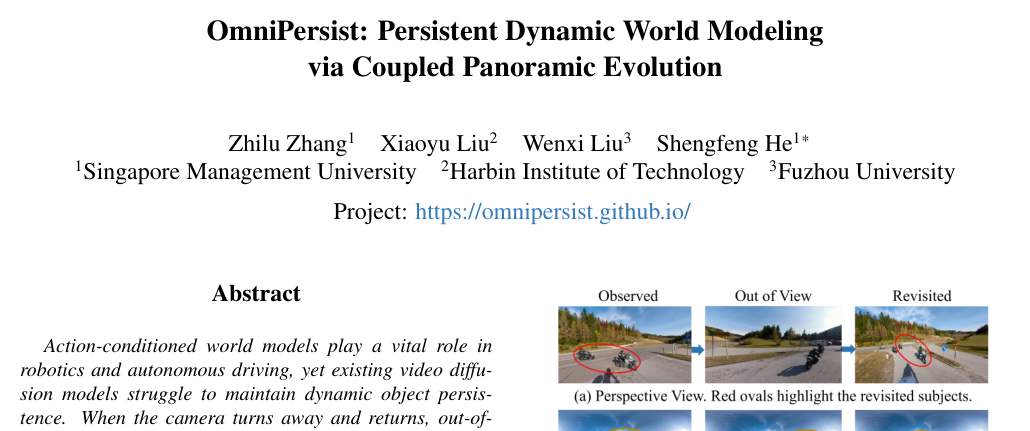 OmniPersist: Persistent Dynamic World Modeling
via Coupled Panoramic Evolution
Zhilu Zhang1 Xiaoyu Liu2 Wenxi Liu3 Shengfeng He1*
1Singapore Management University 2Harbin Institute of Technology 3Fuzhou University
Project: https://omnipersist.github.io/
Abstract
Action-conditioned world models play a vital role in
robotics and autonomous driving, yet existing video diffu-
sion models struggle to maintain dynamic object persis-
tence. When the camera turns away and returns, out-of-
Observed Out of View Revisited
(a) Perspective View. Red ovals highlight the revisited subjects.